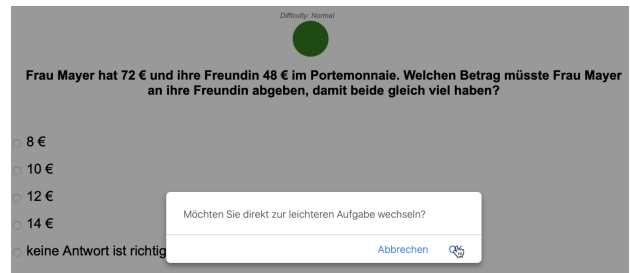 Difficulty: Normal
Frau Mayer hat 72 € und ihre Freundin 48 € im Portemonnaie. Welchen Betrag müsste Frau Mayer
an ihre Freundin abgeben, damit beide gleich viel haben?
8 €
10 €
12 €
14 €
keine Antwort ist richtig
Möchten Sie direkt zur leichteren Aufgabe wechseln?
Abbrechen